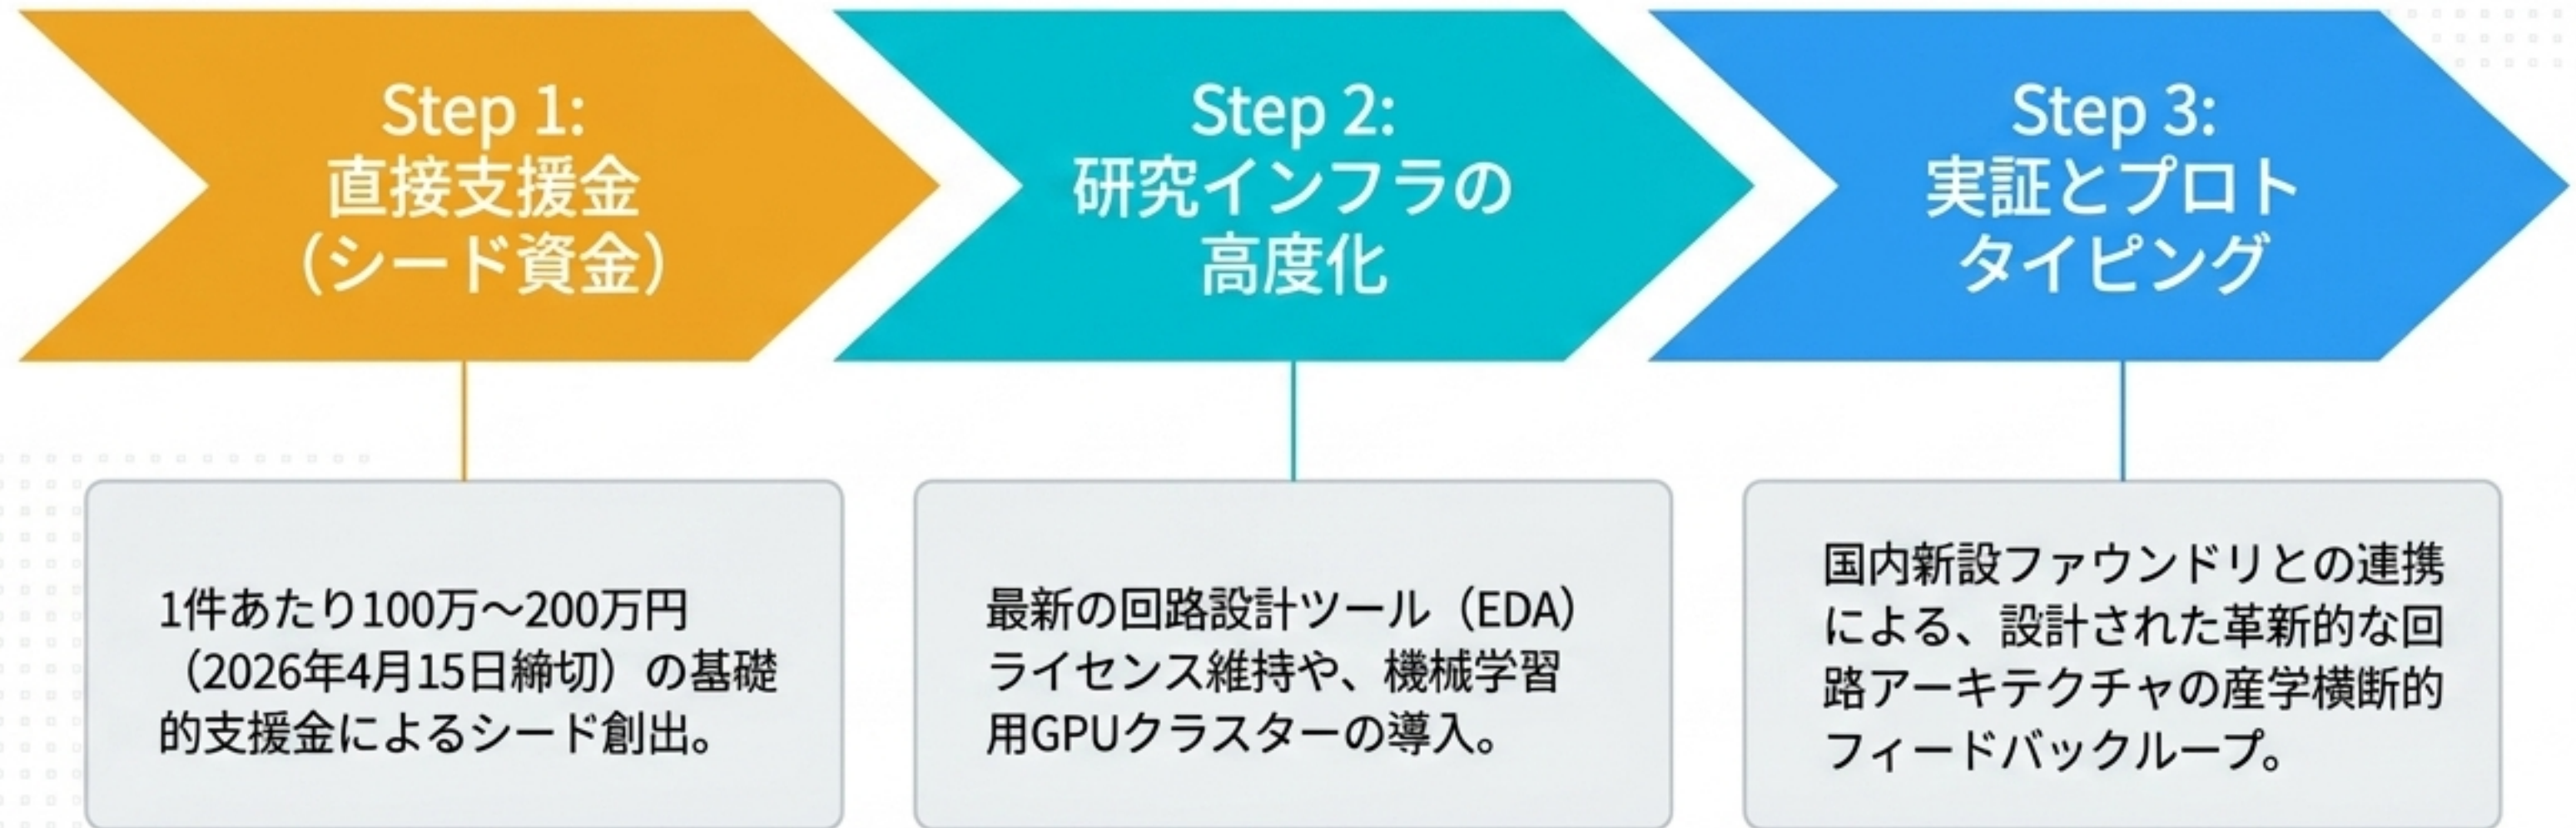 Step 1:
直接支援金
（シード資金）
Step 2:
研究インフラの
高度化
Step 3:
実証とプロト
タイピング
1件あたり100万～200万円
（2026年4月15日締切）の基礎
的支援金によるシード創出。
最新の回路設計ツール（EDA）
ライセンス維持や、機械学習
用GPUクラスターの導入。
国内新設ファウンドリとの連携
による、設計された革新的な回
路アーキテクチャの産学横断的
フィードバックループ。